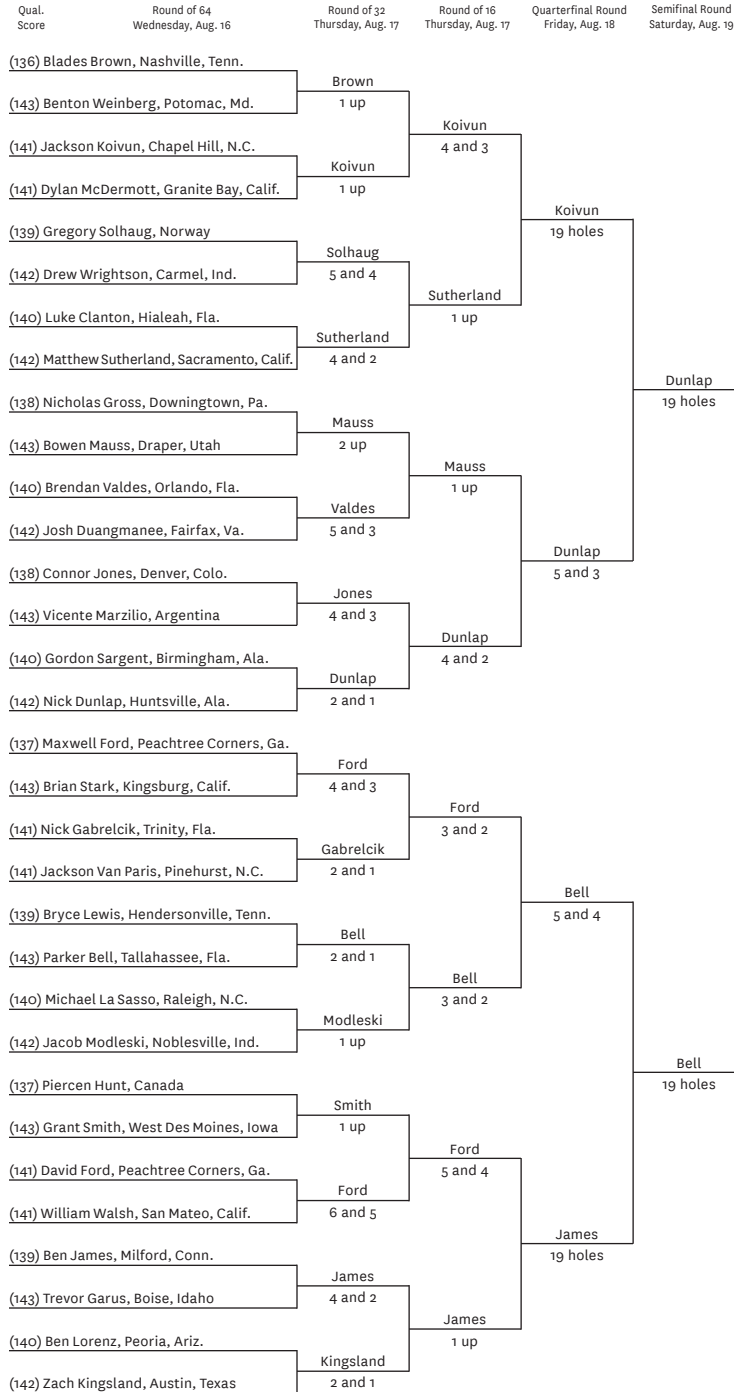 Qual.
Score
Round of 64
Wednesday, Aug. 16
Round of 32
Thursday, Aug. 17
Round of 16
Thursday, Aug. 17
Quarterfinal Round
Friday, Aug. 18
Semifinal Round
Saturday, Aug. 19
(136) Blades Brown, Nashville, Tenn.
(143) Benton Weinberg, Potomac, Md.
(141) Jackson Koivun, Chapel Hill, N.C.
(141) Dylan McDermott, Granite Bay, Calif.
(139) Gregory Solhaug, Norway
(142) Drew Wrightson, Carmel, Ind.
(140) Luke Clanton, Hialeah, Fla.
(142) Matthew Sutherland, Sacramento, Calif.
(138) Nicholas Gross, Downingtown, Pa.
(143) Bowen Mauss, Draper, Utah
(140) Brendan Valdes, Orlando, Fla.
(142) Josh Duangmanee, Fairfax, Va.
(138) Connor Jones, Denver, Colo.
(143) Vicente Marzilio, Argentina
(140) Gordon Sargent, Birmingham, Ala.
(142) Nick Dunlap, Huntsville, Ala.
(137) Maxwell Ford, Peachtree Corners, Ga.
(143) Brian Stark, Kingsburg, Calif.
(141) Nick Gabrelcik, Trinity, Fla.
(141) Jackson Van Paris, Pinehurst, N.C.
(139) Bryce Lewis, Hendersonville, Tenn.
(143) Parker Bell, Tallahassee, Fla.
(140) Michael La Sasso, Raleigh, N.C.
(142) Jacob Modleski, Noblesville, Ind.
(137) Piercen Hunt, Canada
(143) Grant Smith, West Des Moines, Iowa
(141) David Ford, Peachtree Corners, Ga.
(141) William Walsh, San Mateo, Calif.
(139) Ben James, Milford, Conn.
(143) Trevor Garus, Boise, Idaho
(140) Ben Lorenz, Peoria, Ariz.
(142) Zach Kingsland, Austin, Texas
Brown
1 up
Koivun
1 up
Solhaug
5 and 4
Sutherland
4 and 2
Mauss
2 up
Valdes
5 and 3
Jones
4 and 3
Dunlap
2 and 1
Ford
4 and 3
Gabrelcik
2 and 1
Bell
2 and 1
Modleski
1 up
Smith
1 up
Ford
6 and 5
James
4 and 2
Kingsland
2 and 1
Koivun
4 and 3
Sutherland
1 up
Mauss
1 up
Dunlap
4 and 2
Ford
3 and 2
Bell
3 and 2
Ford
5 and 4
James
1 up
Koivun
19 holes
Dunlap
5 and 3
Bell
5 and 4
James
19 holes
Dunlap
19 holes
Bell
19 holes